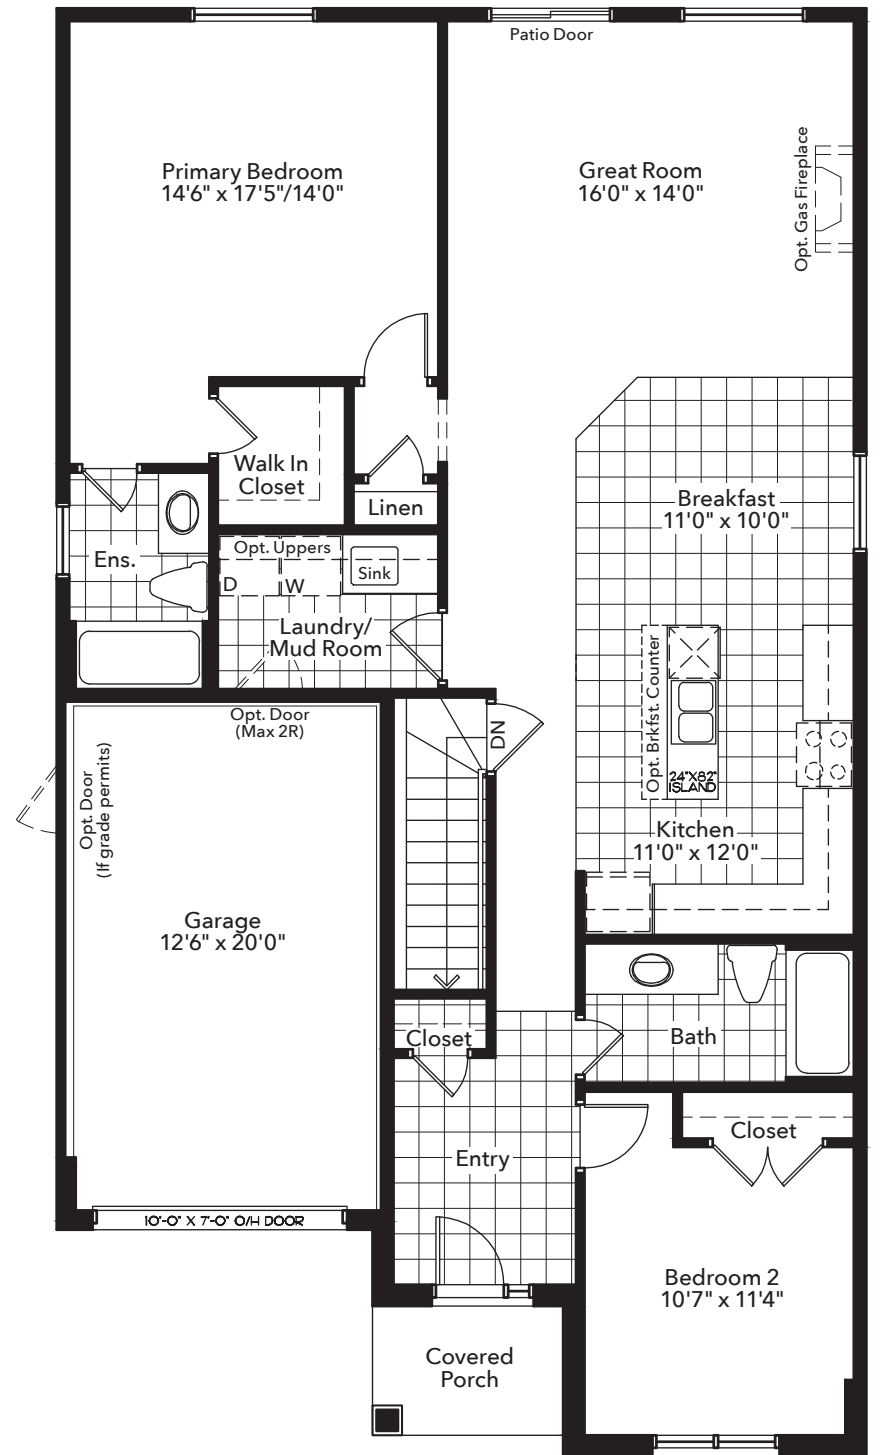 Patio Door
Primary Bedroom
14'6" x 17'5"/14'0"
Great Room
16'0" x 14'0"
Opt. Gas Fireplace
Walk In
Closet
Linen
Breakfast
11'0" x 10'0"
Ens.
Opt. Uppers
Sink
D
W
Laundry/
Mud Room
Opt. Brkfst. Counter
Opt. Door
(Max 2R)
DN
Opt. Door
(If grade permits)
24"X82"
ISLAND
Kitchen
11'0" x 12'0"
Garage
12'6" x 20'0"
Closet
Bath
Closet
Entry
10'-0" X 7'-0" O/H DOOR
Bedroom 2
10'7" x 11'4"
Covered
Porch